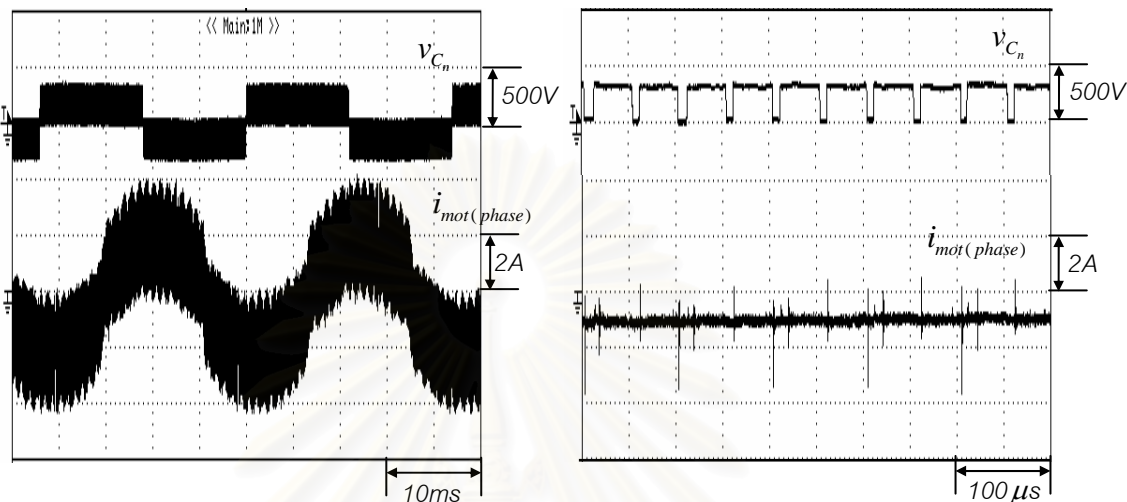 << Main:1M >>
v_{C_n}
500V
i_{mot(phase)}
2A
10ms
v_{C_n}
500V
i_{mot(phase)}
2A
100 μs